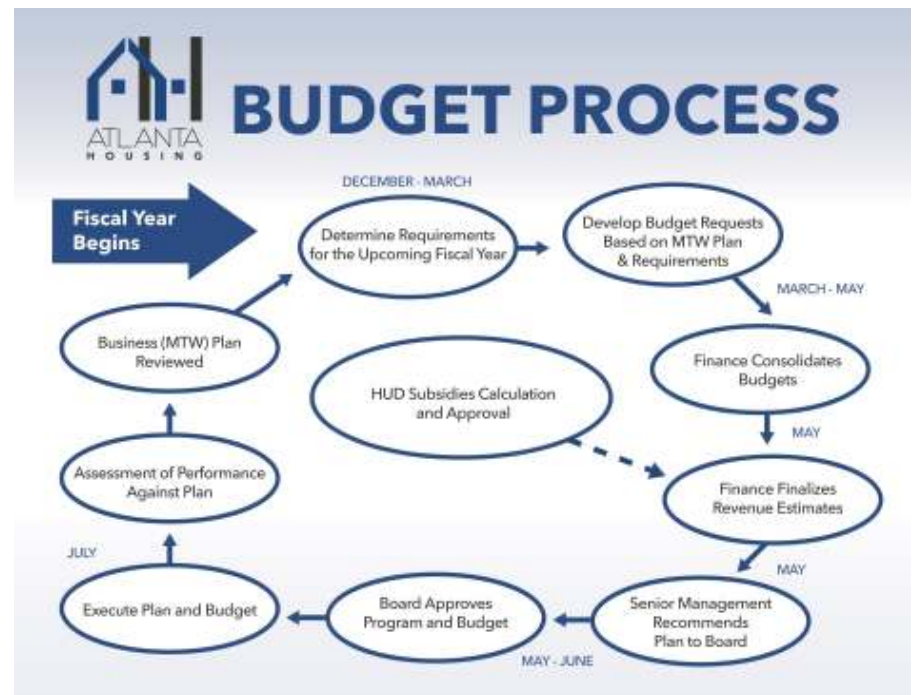 ATLANTA
HOUSING
BUDGET PROCESS
Fiscal Year
Begins
DECEMBER - MARCH
Determine Requirements
for the Upcoming Fiscal Year
Develop Budget Requests
Based on MTW Plan
& Requirements
MARCH - MAY
Finance Consolidates
Budgets
MAY
HUD Subsidies Calculation
and Approval
Finance Finalizes
Revenue Estimates
MAY
Senior Management
Recommends
Plan to Board
MAY - JUNE
Board Approves
Program and Budget
Execute Plan and Budget
JULY
Assessment of Performance
Against Plan
Business (MTW) Plan
Reviewed